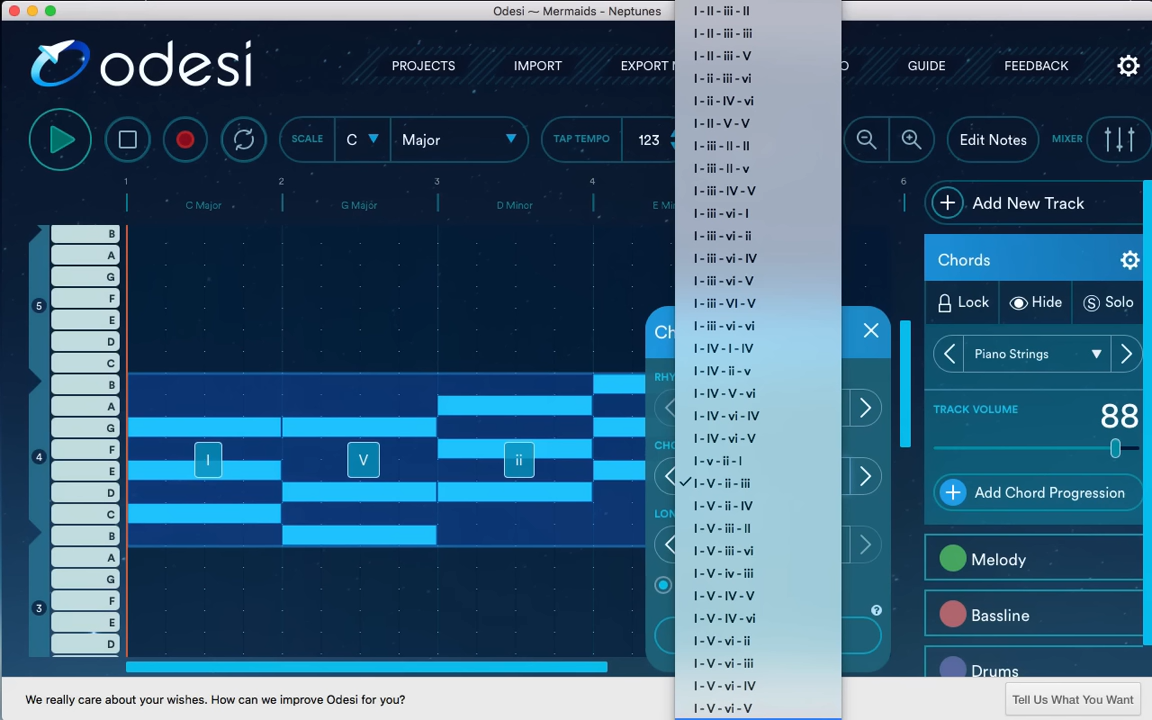 Odesi ~ Mermaids - Neptunes
odesi
PROJECTS
IMPORT
EXPORT
GUIDE
FEEDBACK
SCALE
C
Major
TAP TEMPO
123
Edit Notes
MIXER
1
2
3
4
6
C Major
G Major
D Minor
Add New Track
B
A
G
F
E
D
C
B
A
G
F
E
D
C
B
A
G
F
E
D
5
4
3
I
V
ii
I - II - iii - II
I - II - iii - iii
I - II - iii - V
I - ii - iii - vi
I - ii - IV - vi
I - II - V - V
I - iii - II - II
I - iii - II - v
I - iii - IV - V
I - iii - vi - I
I - iii - vi - ii
I - iii - vi - IV
I - iii - vi - V
I - iii - VI - V
I - iii - vi - vi
I - IV - I - IV
I - IV - ii - v
I - IV - V - vi
I - IV - vi - IV
I - IV - vi - V
I - v - ii - I
I - V - ii - iii
I - V - ii - IV
I - V - iii - II
I - V - iii - vi
I - V - iv - iii
I - V - IV - V
I - V - IV - vi
I - V - vi - ii
I - V - vi - iii
I - V - vi - IV
I - V - vi - V
?
Chords
Lock
Hide
S Solo
Piano Strings
TRACK VOLUME
88
Add Chord Progression
Melody
Bassline
Drums
We really care about your wishes. How can we improve Odesi for you?
Tell Us What You Want